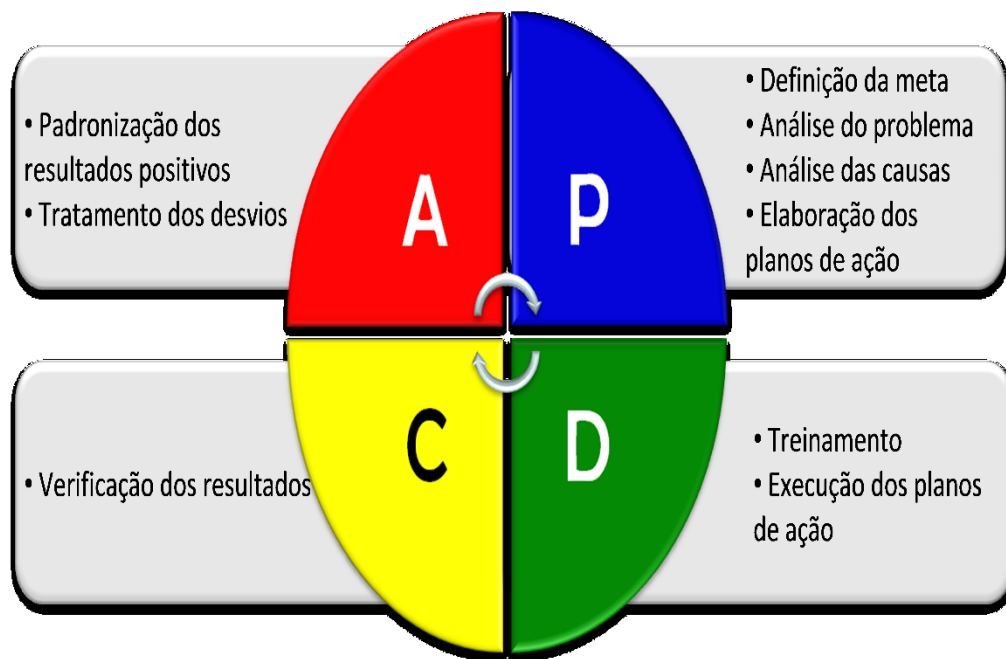 • Padronização dos
resultados positivos
• Tratamento dos desvios
A
P
• Definição da meta
• Análise do problema
• Análise das causas
• Elaboração dos
planos de ação
• Verificação dos resultados
C
D
• Treinamento
• Execução dos planos
de ação